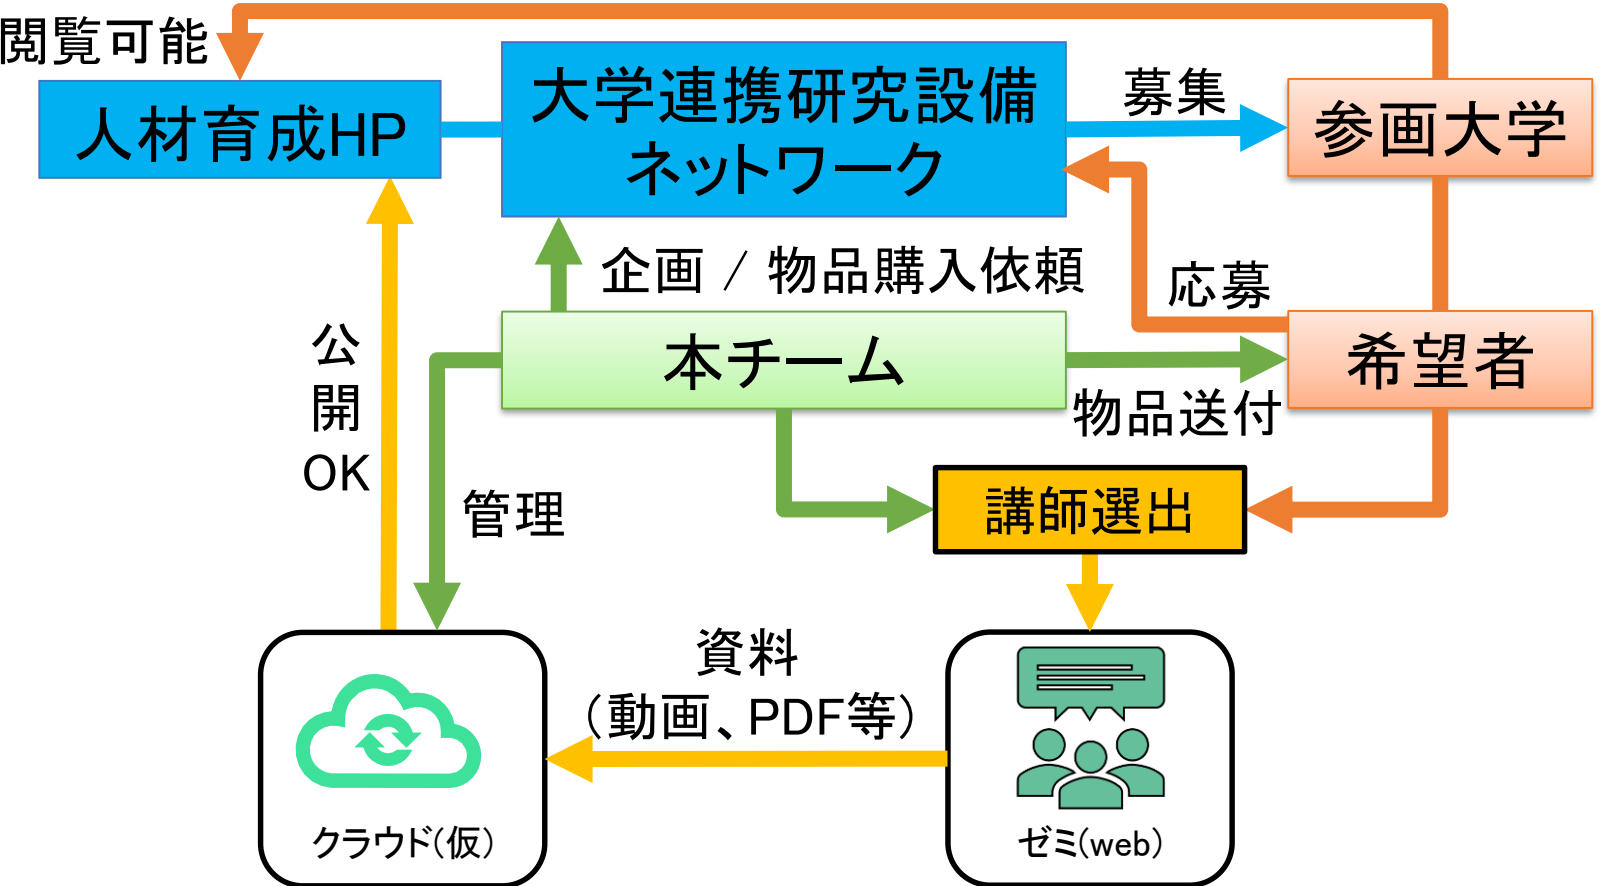 閲覧可能
人材育成HP
大学連携研究設備
ネットワーク
募集
参画大学
企画 / 物品購入依頼
応募
公
開
OK
本チーム
希望者
物品送付
管理
講師選出
資料
（動画、PDF等）
クラウド(仮)
ゼミ(web)